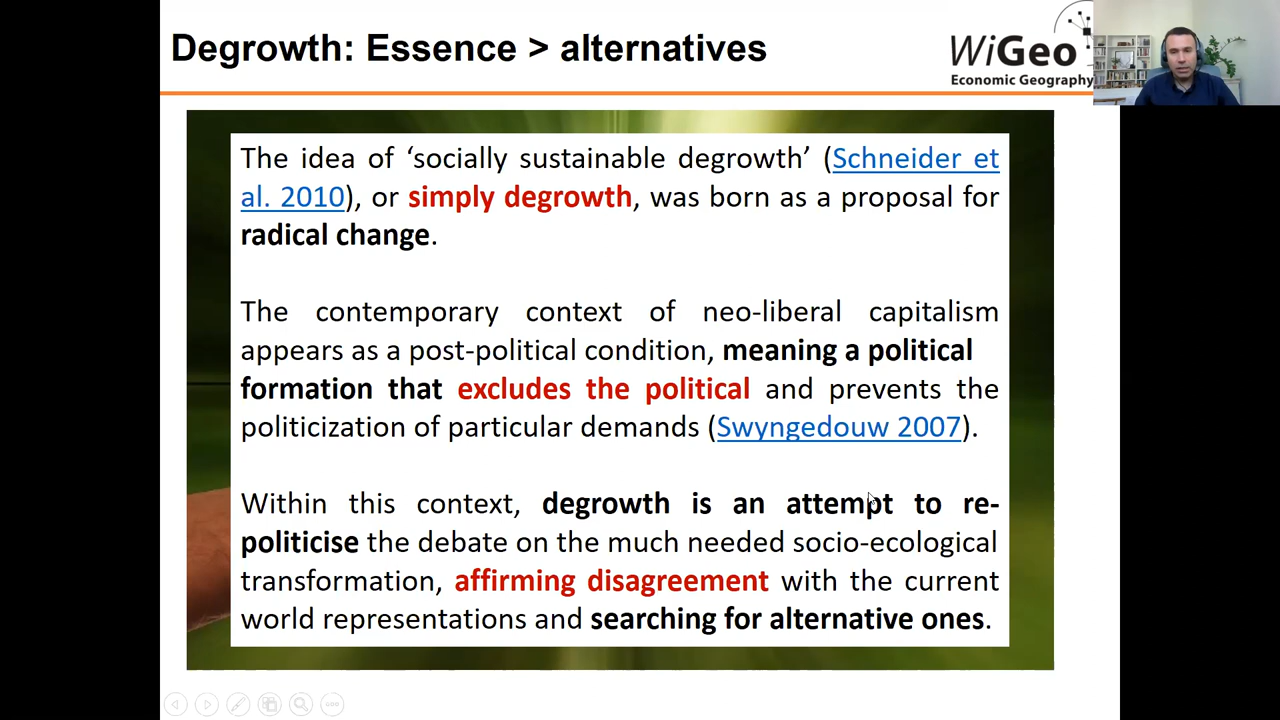 Degrowth: Essence > alternatives
WiGeo
Economic Geography
The idea of ‘socially sustainable degrowth’ (Schneider et
al. 2010), or simply degrowth, was born as a proposal for
radical change.
The contemporary context of neo-liberal capitalism
appears as a post-political condition, meaning a political
formation that excludes the political and prevents the
politicization of particular demands (Swyngedouw 2007).
Within this context, degrowth is an attempt to re-
politicise the debate on the much needed socio-ecological
transformation, affirming disagreement with the current
world representations and searching for alternative ones.